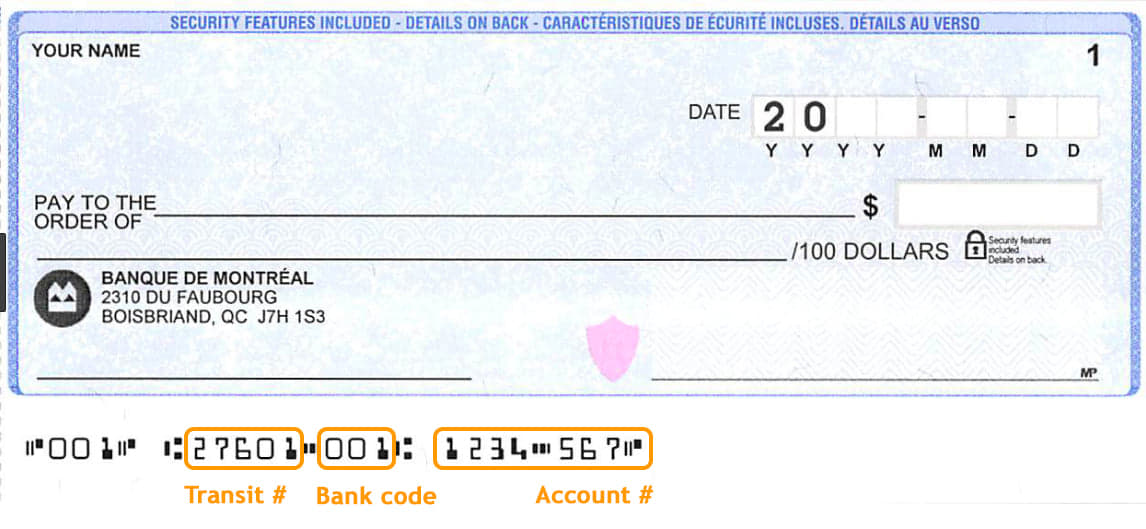 SECURITY FEATURES INCLUDED - DETAILS ON BACK - CARACTÉRISTIQUES DE ÉCURITÉ INCLUSES. DÉTAILS AU VERSO
YOUR NAME
1
DATE 2 0 - -
Y Y Y Y M M D D
PAY TO THE
ORDER OF $
/100 DOLLARS
Security features
included.
Details on back.
BANQUE DE MONTRÉAL
2310 DU FAUBOURG
BOISBRIAND, QC J7H 1S3
MP
⑈001⑈ ⑆27601⑉001⑆ 1234⑉567⑈
Transit # Bank code Account #